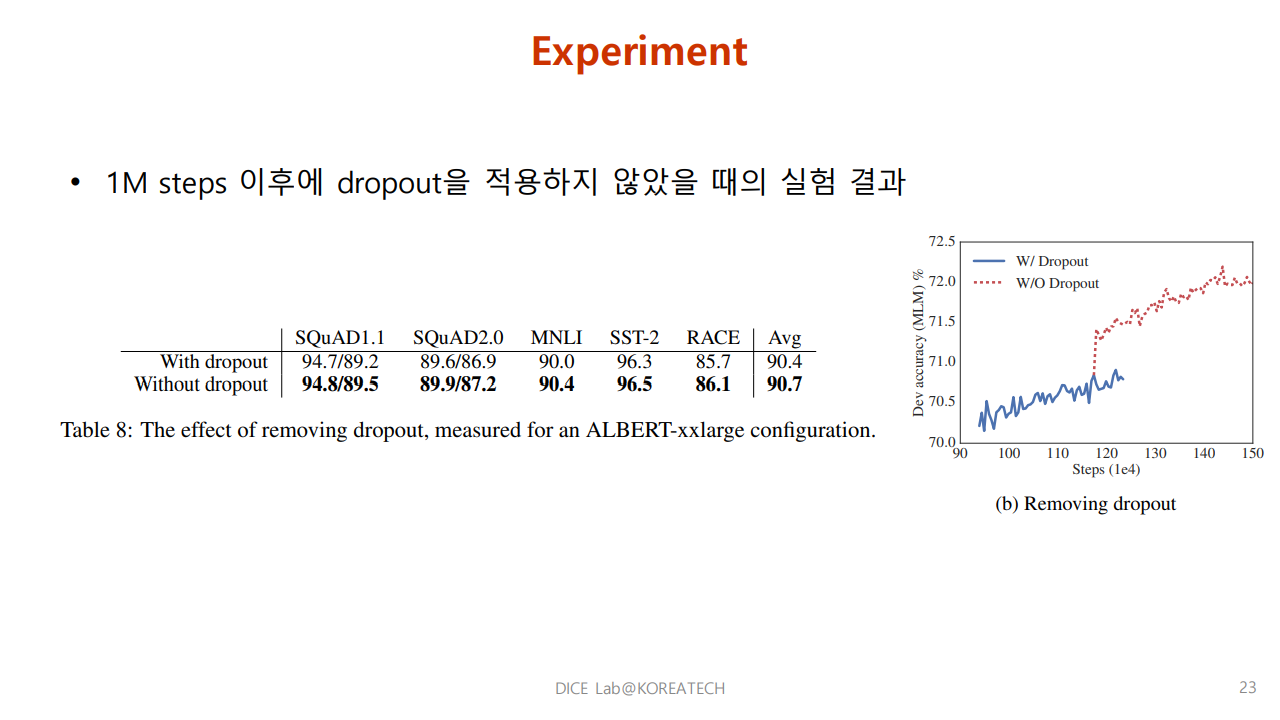 Experiment
• 1M steps 이후에 dropout을 적용하지 않았을 때의 실험 결과
SQuAD1.1 SQuAD2.0 MNLI SST-2 RACE Avg
With dropout 94.7/89.2 89.6/86.9 90.0 96.3 85.7 90.4
Without dropout 94.8/89.5 89.9/87.2 90.4 96.5 86.1 90.7
Table 8: The effect of removing dropout, measured for an ALBERT-xxlarge configuration.
Dev accuracy (MLM) %
72.5
72.0
71.5
71.0
70.5
70.0
W/ Dropout
W/O Dropout
90 100 110 120 130 140 150
Steps (1e4)
(b) Removing dropout
DICE Lab@KOREATECH
23